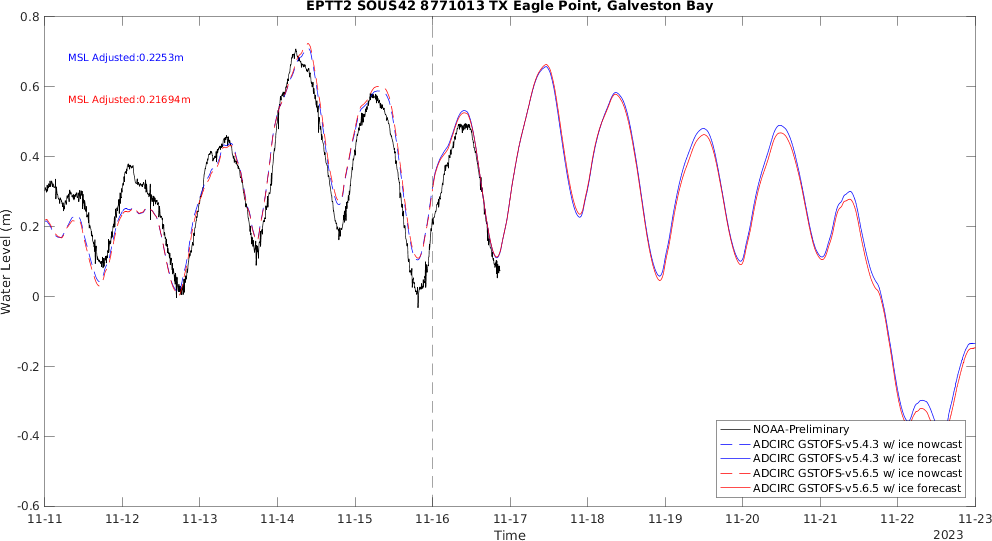 EPTT2 SOUS42 8771013 TX Eagle Point, Galveston Bay
0.8
MSL Adjusted:0.2253m
0.6
MSL Adjusted:0.21694m
0.4
0.2
Water Level (m)
0
-0.2
-0.4
-0.6
NOAA-Preliminary
ADCIRC GSTOFS-v5.4.3 w/ ice nowcast
ADCIRC GSTOFS-v5.4.3 w/ ice forecast
ADCIRC GSTOFS-v5.6.5 w/ ice nowcast
ADCIRC GSTOFS-v5.6.5 w/ ice forecast
11-11 11-12 11-13 11-14 11-15 11-16 11-17 11-18 11-19 11-20 11-21 11-22 11-23
Time
2023